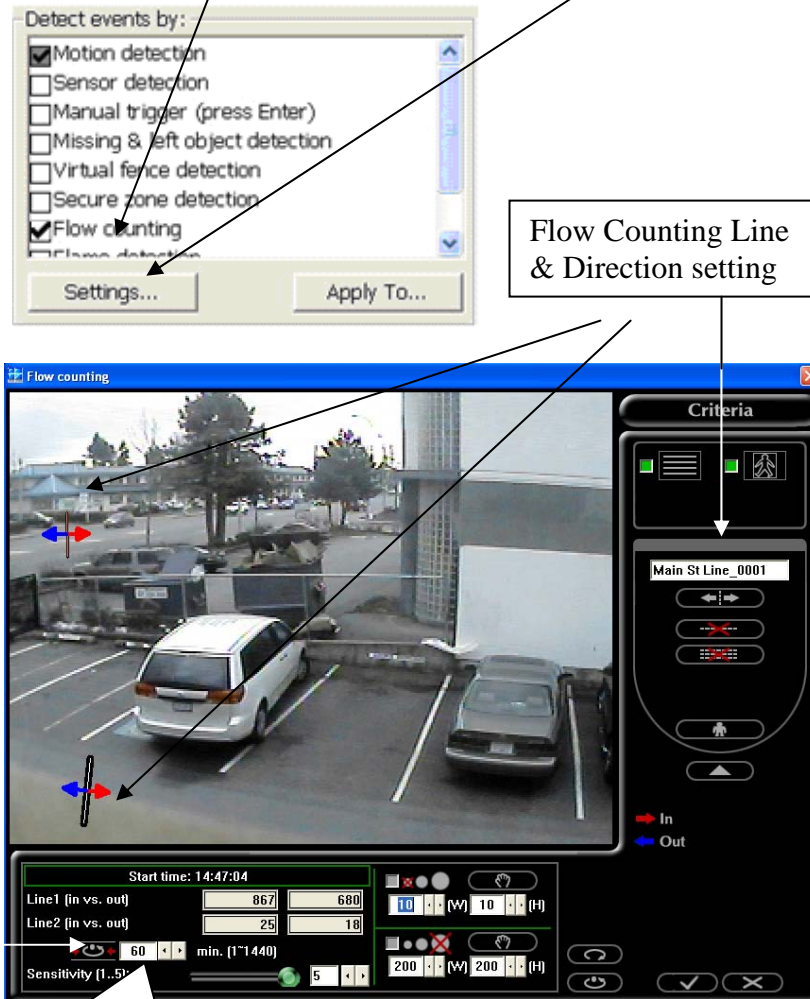 Detect events by:
Motion detection
Sensor detection
Manual trigger (press Enter)
Missing & left object detection
Virtual fence detection
Secure zone detection
Flow counting
Flame detection
Settings...
Apply To...
Flow Counting Line
& Direction setting
Flow counting
Criteria
Main St Line_0001
In
Out
Start time: 14:47:04
Line1 (in vs. out) 867 680
Line2 (in vs. out) 25 18
60 min. (1~1440)
Sensitivity (1..5): 5
10 (W) 10 (H)
200 (W) 200 (H)